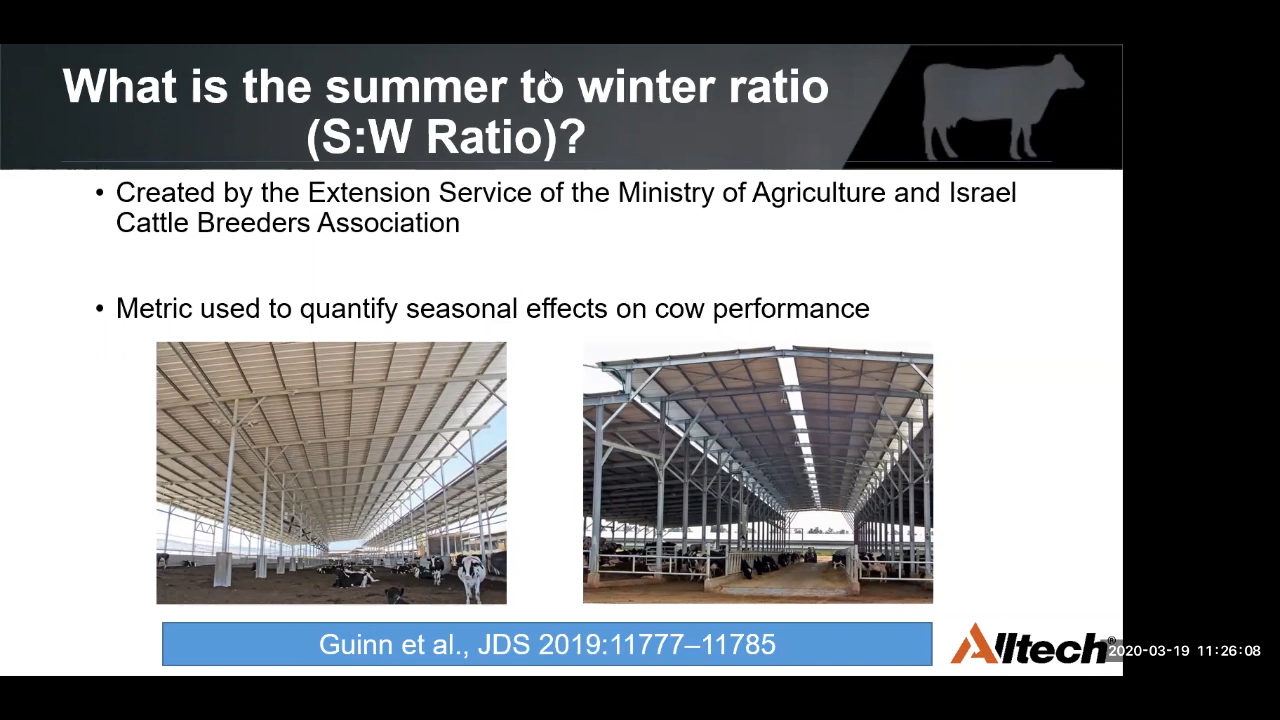 What is the summer to winter ratio
(S:W Ratio)?
• Created by the Extension Service of the Ministry of Agriculture and Israel
Cattle Breeders Association
• Metric used to quantify seasonal effects on cow performance
Guinn et al., JDS 2019:11777–11785
Alltech®
2020-03-19 11:26:08